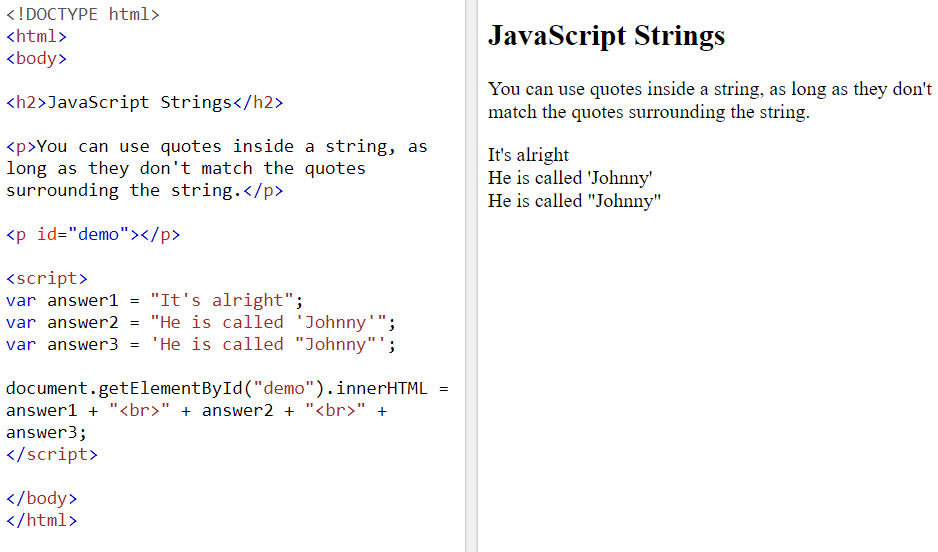 <!DOCTYPE html>
<html>
<body>
<h2>JavaScript Strings</h2>
<p>You can use quotes inside a string, as
long as they don't match the quotes
surrounding the string.</p>
<p id="demo"></p>
<script>
var answer1 = "It's alright";
var answer2 = "He is called 'Johnny'";
var answer3 = 'He is called "Johnny"';
document.getElementById("demo").innerHTML =
answer1 + "<br>" + answer2 + "<br>" +
answer3;
</script>
</body>
</html>
JavaScript Strings
You can use quotes inside a string, as long as they don't
match the quotes surrounding the string.
It's alright
He is called 'Johnny'
He is called "Johnny"